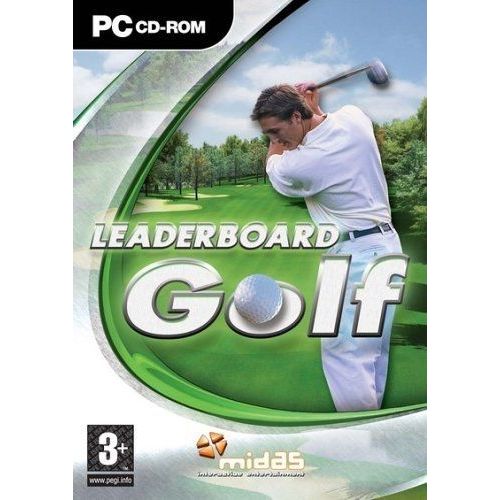 PC CD-ROM
LEADERBOARD
Golf
3+
www.pegi.info
midas
interactive entertainment